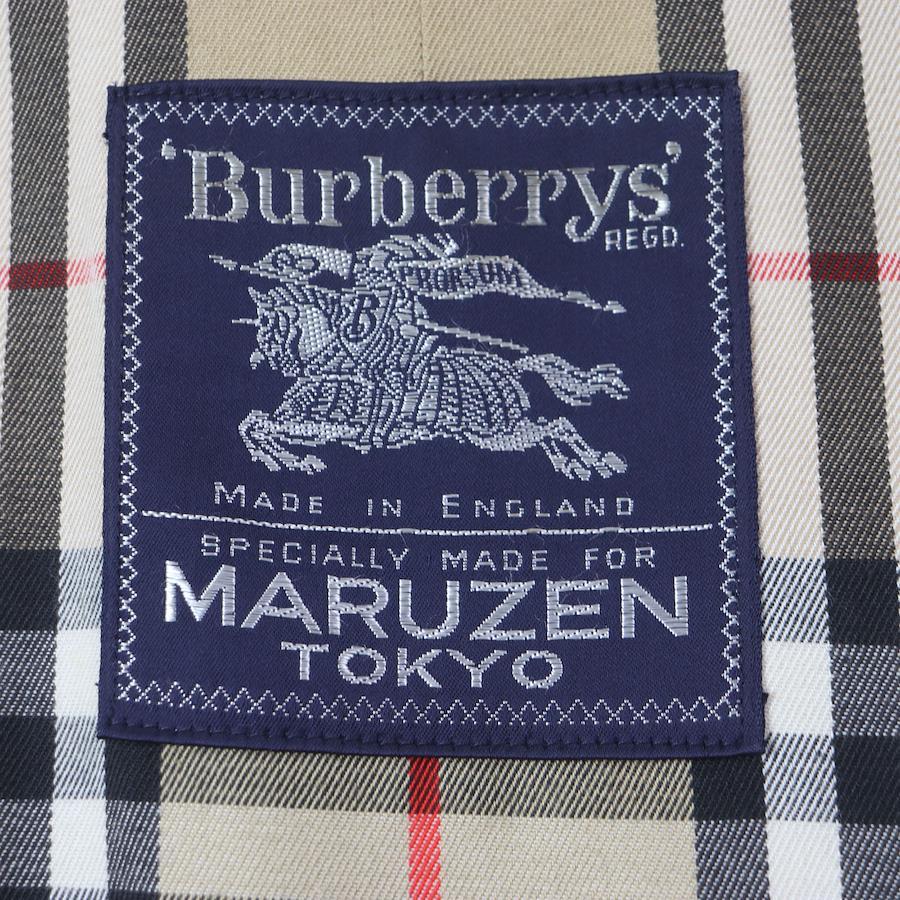 'Burberrys'
REGD.
PRORSUM
B
MADE IN ENGLAND
SPECIALLY MADE FOR
MARUZEN
TOKYO